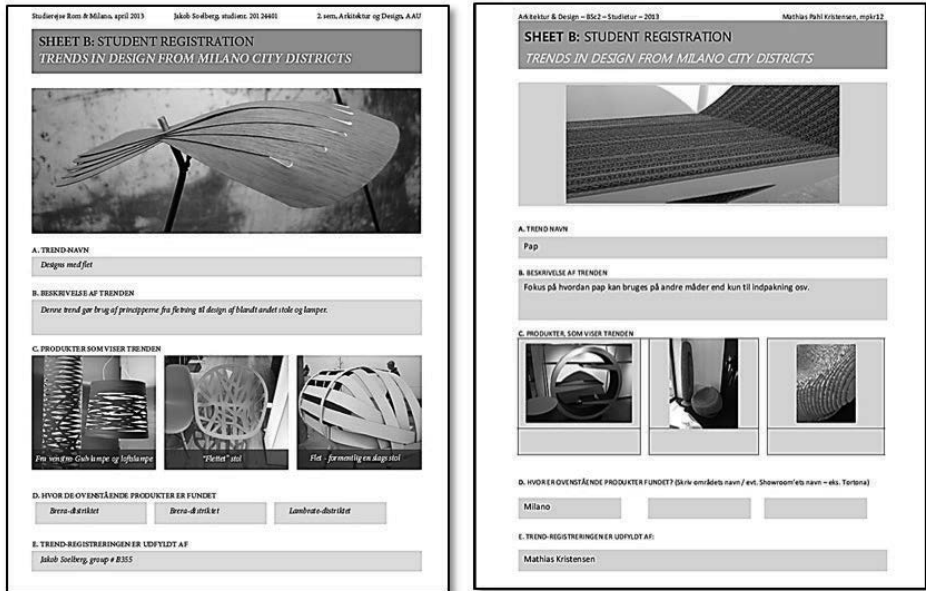 Studierejse Rom & Milano, april 2013 Jakob Soelberg, studienr. 20124401 2. sem, Arkitektur og Design, AAU
SHEET B: STUDENT REGISTRATION
TRENDS IN DESIGN FROM MILANO CITY DISTRICTS
A. TREND-NAVN
Designs med flet
B. BESKRIVELSE AF TRENDEN
Denne trend gør brug af principperne fra fletning til design af blandt andet stole og lamper.
C. PRODUKTER SOM VISER TRENDEN
Fra venstre: Gulvlampe og loftslampe "Flettet" stol Flet - formentlig en slags stol
D. HVOR DE OVENSTÅENDE PRODUKTER ER FUNDET
Brera-distriktet Brera-distriktet Lambrate-distriktet
E. TREND-REGISTRERINGEN ER UDFYLDT AF
Jakob Soelberg, group # B355
Arkitektur & Design – BSc2 – Studietur – 2013 Mathias Pahl Kristensen, mpkr12
SHEET B: STUDENT REGISTRATION
TRENDS IN DESIGN FROM MILANO CITY DISTRICTS
A. TREND NAVN
Pap
B. BESKRIVELSE AF TRENDEN
Fokus på hvordan pap kan bruges på andre måder end kun til indpakning osv.
C. PRODUKTER, SOM VISER TRENDEN
D. HVOR ER OVENSTÅENDE PRODUKTER FUNDET? (Skriv områdets navn / evt. Showroom'ets navn – eks. Tortona)
Milano
E. TREND-REGISTRERINGEN ER UDFYLDT AF:
Mathias Kristensen